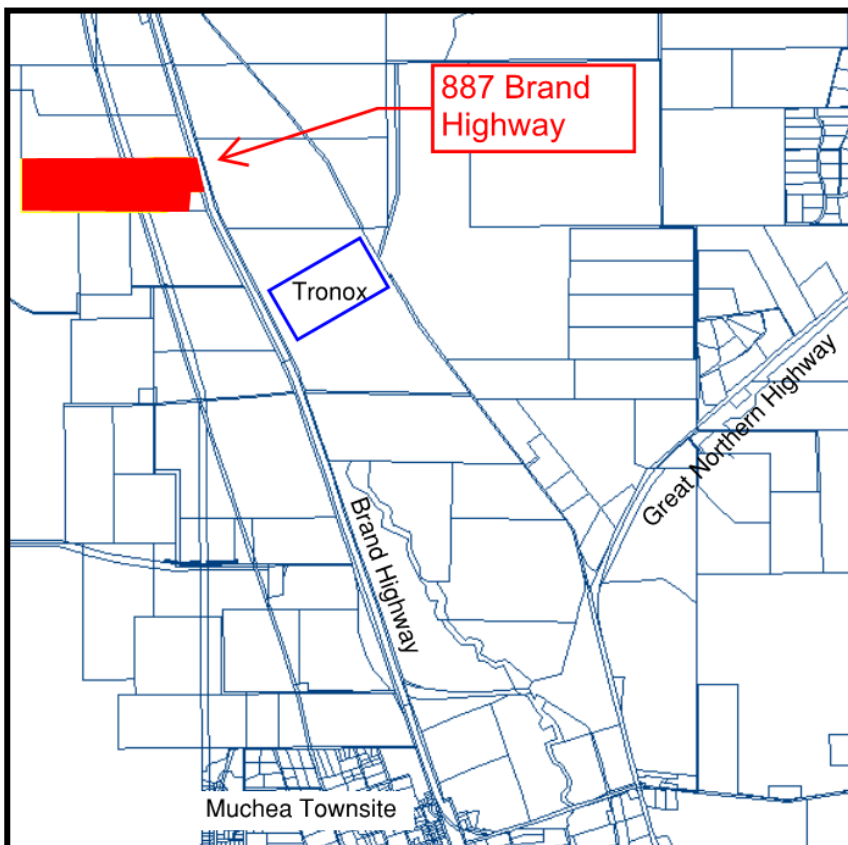 887 Brand
Highway
Tronox
Great Northern Highway
Brand Highway
Muchea Townsite